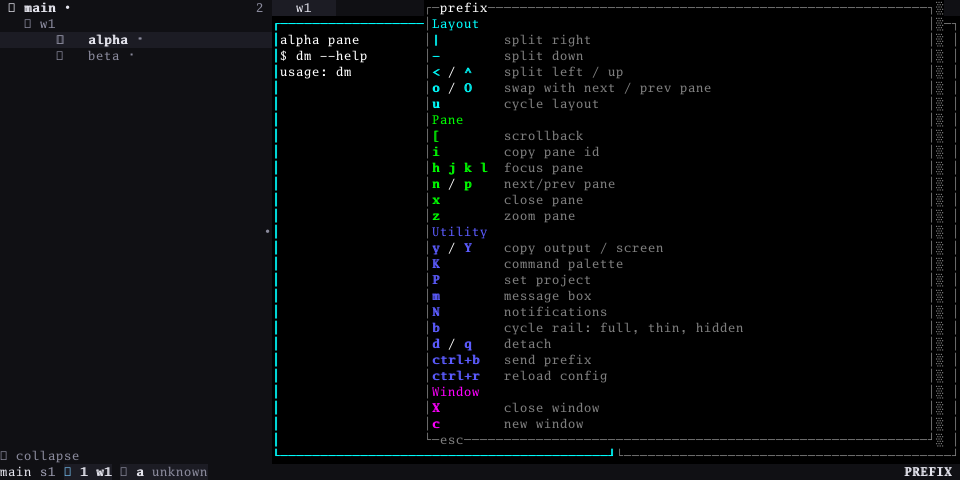 main • 2 w1 prefix
w1 Layout
alpha • alpha pane | split right
beta • $ dm --help - split down
usage: dm < / ^ split left / up
o / O swap with next / prev pane
u cycle layout
Pane
[ scrollback
i copy pane id
h j k l focus pane
n / p next/prev pane
x close pane
z zoom pane
Utility
y / Y copy output / screen
K command palette
P set project
m message box
N notifications
b cycle rail: full, thin, hidden
d / q detach
ctrl+b send prefix
ctrl+r reload config
Window
X close window
c new window
esc
collapse
main s1 1 w1 a unknown PREFIX